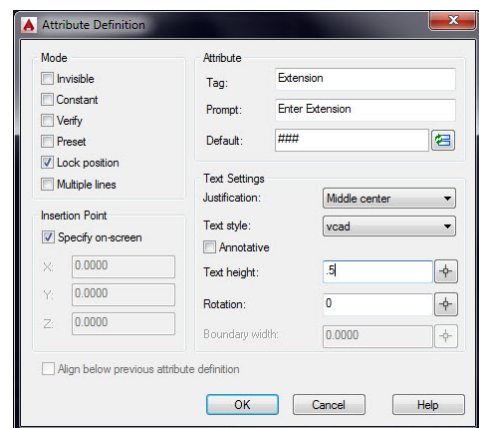 Attribute Definition
Mode
Invisible
Constant
Verify
Preset
Lock position
Multiple lines
Insertion Point
Specify on-screen
X: 0.0000
Y: 0.0000
Z: 0.0000
Attribute
Tag: Extension
Prompt: Enter Extension
Default: ###
Text Settings
Justification: Middle center
Text style: vcad
Annotative
Text height: .5
Rotation: 0
Boundary width: 0.0000
Align below previous attribute definition
OK Cancel Help